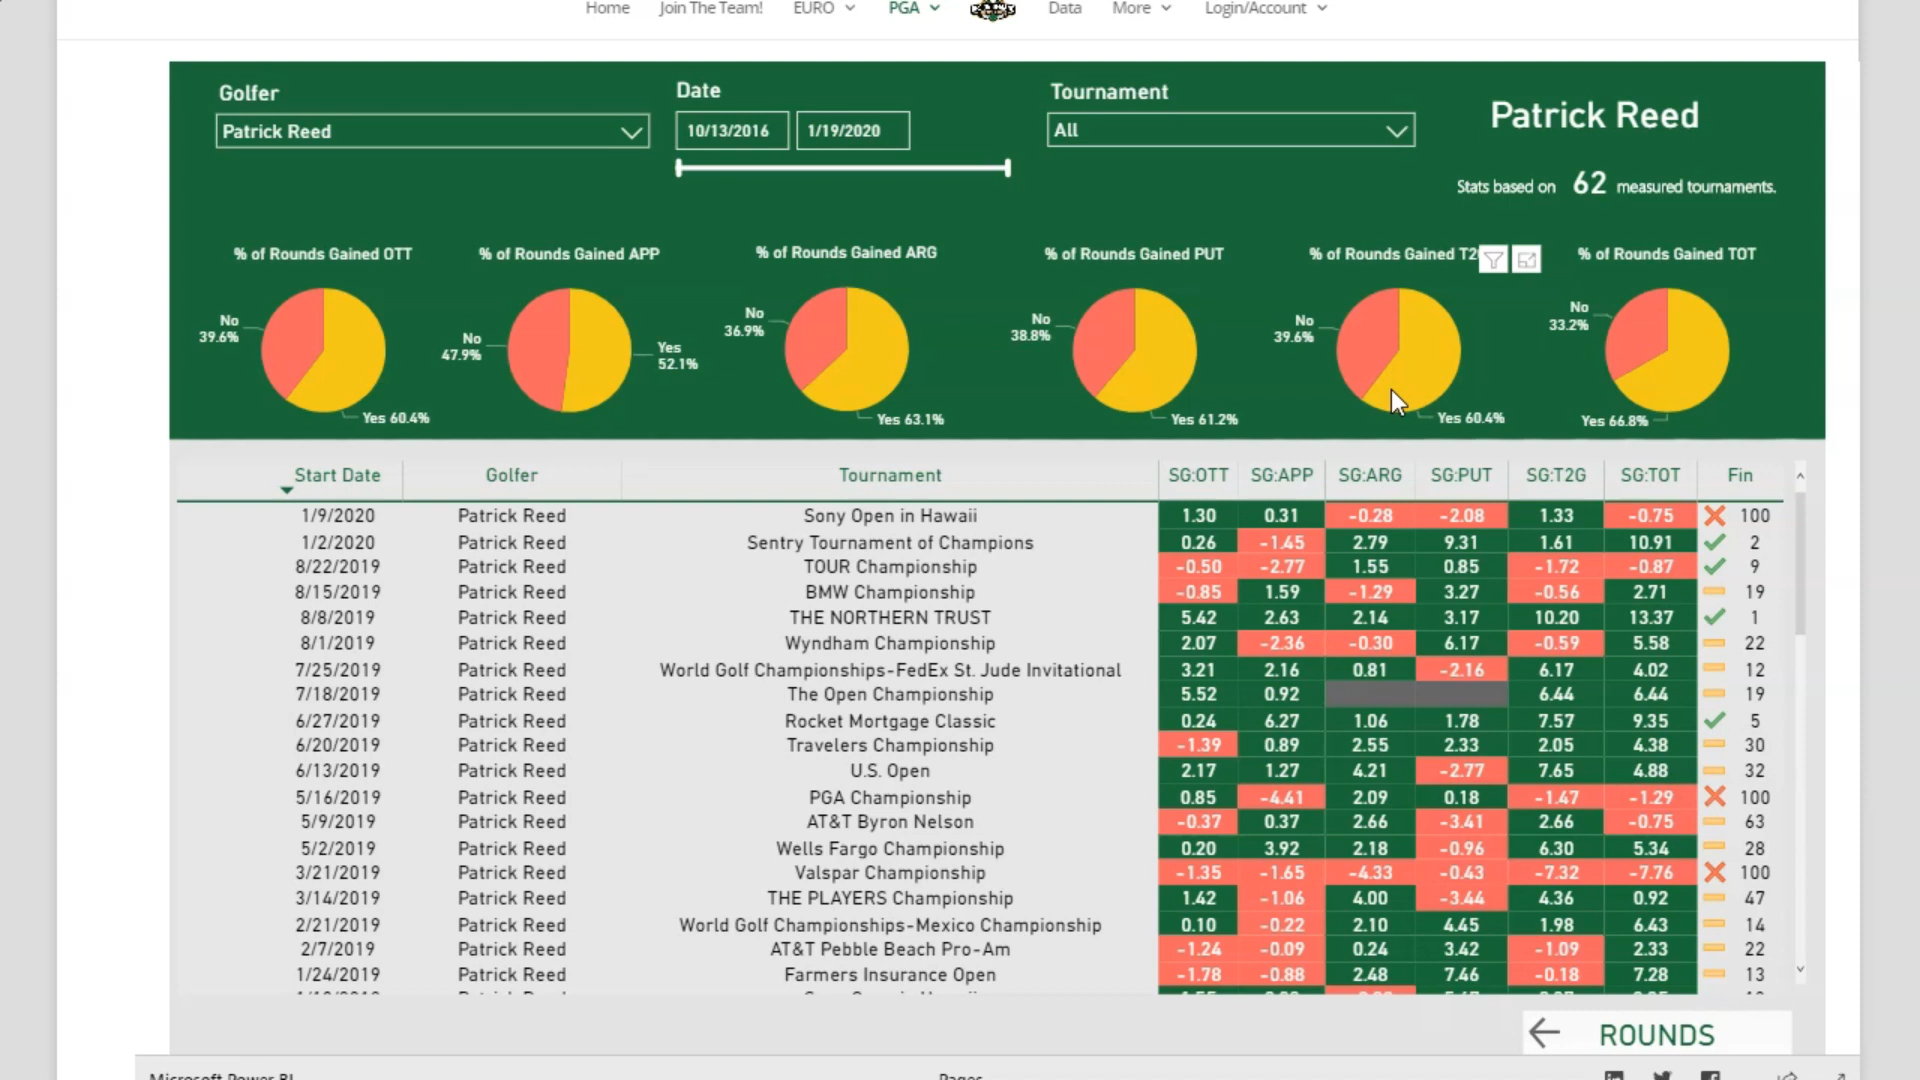 Home Join The Team! EURO PGA Data More Login/Account
Golfer Date Tournament
Patrick Reed 10/13/2016 1/19/2020 All Patrick Reed
Stats based on 62 measured tournaments.
% of Rounds Gained OTT % of Rounds Gained APP % of Rounds Gained ARG % of Rounds Gained PUT % of Rounds Gained T2 % of Rounds Gained TOT
No 39.6% Yes 60.4%
No 47.9% Yes 52.1%
No 36.9% Yes 63.1%
No 38.8% Yes 61.2%
No 39.6% Yes 60.4%
No 33.2% Yes 66.8%
Start Date Golfer Tournament SG:OTT SG:APP SG:ARG SG:PUT SG:T2G SG:TOT Fin
1/9/2020 Patrick Reed Sony Open in Hawaii 1.30 0.31 -0.28 -2.08 1.33 -0.75 100
1/2/2020 Patrick Reed Sentry Tournament of Champions 0.26 -1.45 2.79 9.31 1.61 10.91 2
8/22/2019 Patrick Reed TOUR Championship -0.50 -2.77 1.55 0.85 -1.72 -0.87 9
8/15/2019 Patrick Reed BMW Championship -0.85 1.59 -1.29 3.27 -0.56 2.71 19
8/8/2019 Patrick Reed THE NORTHERN TRUST 5.42 2.63 2.14 3.17 10.20 13.37 1
8/1/2019 Patrick Reed Wyndham Championship 2.07 -2.36 -0.30 6.17 -0.59 5.58 22
7/25/2019 Patrick Reed World Golf Championships-FedEx St. Jude Invitational 3.21 2.16 0.81 -2.16 6.17 4.02 12
7/18/2019 Patrick Reed The Open Championship 5.52 0.92 6.44 6.44 19
6/27/2019 Patrick Reed Rocket Mortgage Classic 0.24 6.27 1.06 1.78 7.57 9.35 5
6/20/2019 Patrick Reed Travelers Championship -1.39 0.89 2.55 2.33 2.05 4.38 30
6/13/2019 Patrick Reed U.S. Open 2.17 1.27 4.21 -2.77 7.65 4.88 32
5/16/2019 Patrick Reed PGA Championship 0.85 -4.41 2.09 0.18 -1.47 -1.29 100
5/9/2019 Patrick Reed AT&T Byron Nelson -0.37 0.37 2.66 -3.41 2.66 -0.75 63
5/2/2019 Patrick Reed Wells Fargo Championship 0.20 3.92 2.18 -0.96 6.30 5.34 28
3/21/2019 Patrick Reed Valspar Championship -1.35 -1.65 -4.33 -0.43 -7.32 -7.76 100
3/14/2019 Patrick Reed THE PLAYERS Championship 1.42 -1.06 4.00 -3.44 4.36 0.92 47
2/21/2019 Patrick Reed World Golf Championships-Mexico Championship 0.10 -0.22 2.10 4.45 1.98 6.43 14
2/7/2019 Patrick Reed AT&T Pebble Beach Pro-Am -1.24 -0.09 0.24 3.42 -1.09 2.33 22
1/24/2019 Patrick Reed Farmers Insurance Open -1.78 -0.88 2.48 7.46 -0.18 7.28 13
ROUNDS
Microsoft Power BI Pages